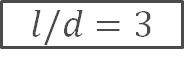 l/d = 3